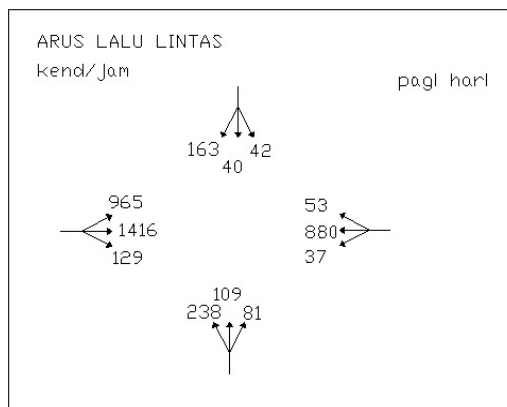 ARUS LALU LINTAS
kend/jam
pagI harI
163 42
40
965 53
1416 880
129 37
109
238 81